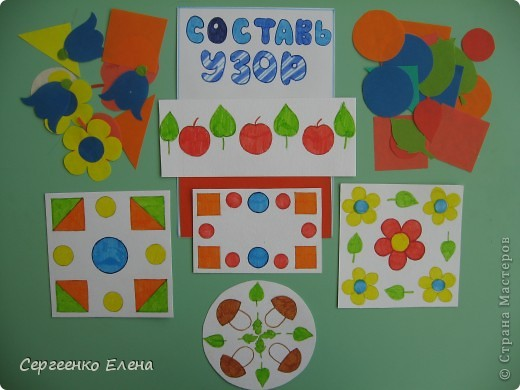 СОСТАВЬ
УЗОР
Сергеенко Елена
© Страна Мастеров